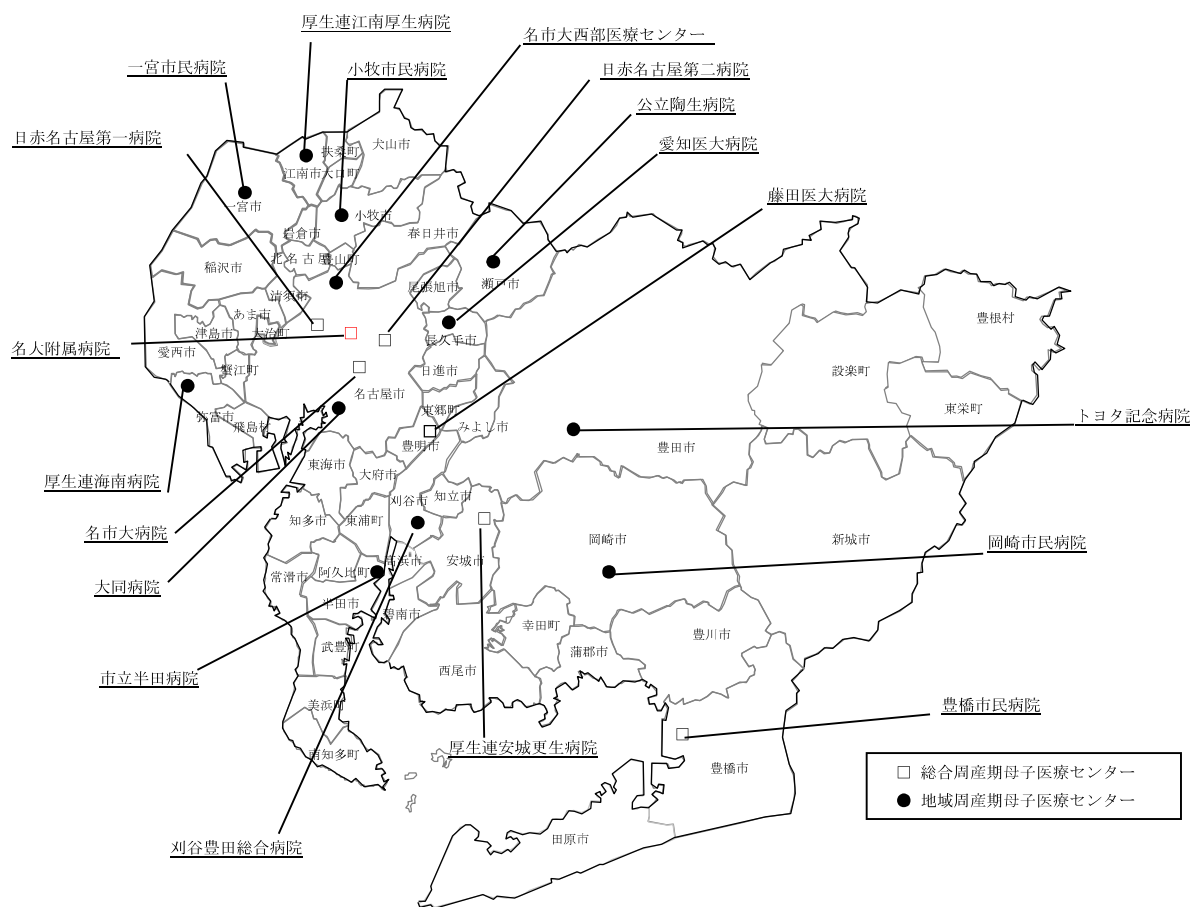 厚生連江南厚生病院
名市大西部医療センター
一宮市民病院
小牧市民病院
日赤名古屋第二病院
公立陶生病院
日赤名古屋第一病院
愛知医大病院
藤田医大病院
犬山市
扶桑町
江南市
大口町
一宮市
小牧市
岩倉市
春日井市
北名古屋
豊山町
稲沢市
清須市
尾張旭市
瀬戸市
あま市
津島市
大治町
長久手市
豊根村
名大附属病院
愛西市
蟹江町
日進市
設楽町
名古屋市
東郷町
東栄町
弥富市
飛島村
みよし市
トヨタ記念病院
豊明市
豊田市
東海市
大府市
厚生連海南病院
刈谷市
知立市
知多市
東浦町
名市大病院
岡崎市
新城市
岡崎市民病院
高浜市
安城市
常滑市
阿久比町
大同病院
半田市
碧南市
幸田町
豊川市
武豊町
蒲郡市
西尾市
市立半田病院
美浜町
豊橋市民病院
南知多町
厚生連安城更生病院
豊橋市
□ 総合周産期母子医療センター
● 地域周産期母子医療センター
田原市
刈谷豊田総合病院